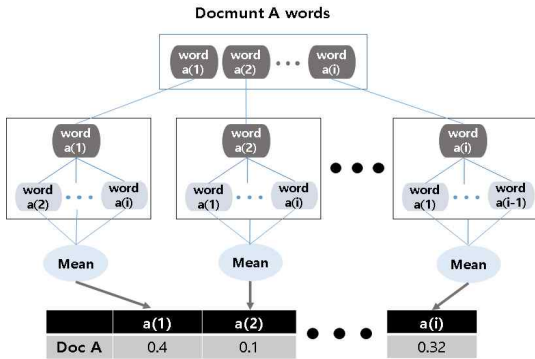 Docmunt A words
word a(1) word a(2) word a(i)
word a(1) word a(2) word a(i)
word a(2) word a(i) word a(1) word a(i) word a(1) word a(i-1)
Mean Mean Mean
a(1) a(2) a(i)
Doc A 0.4 0.1 0.32